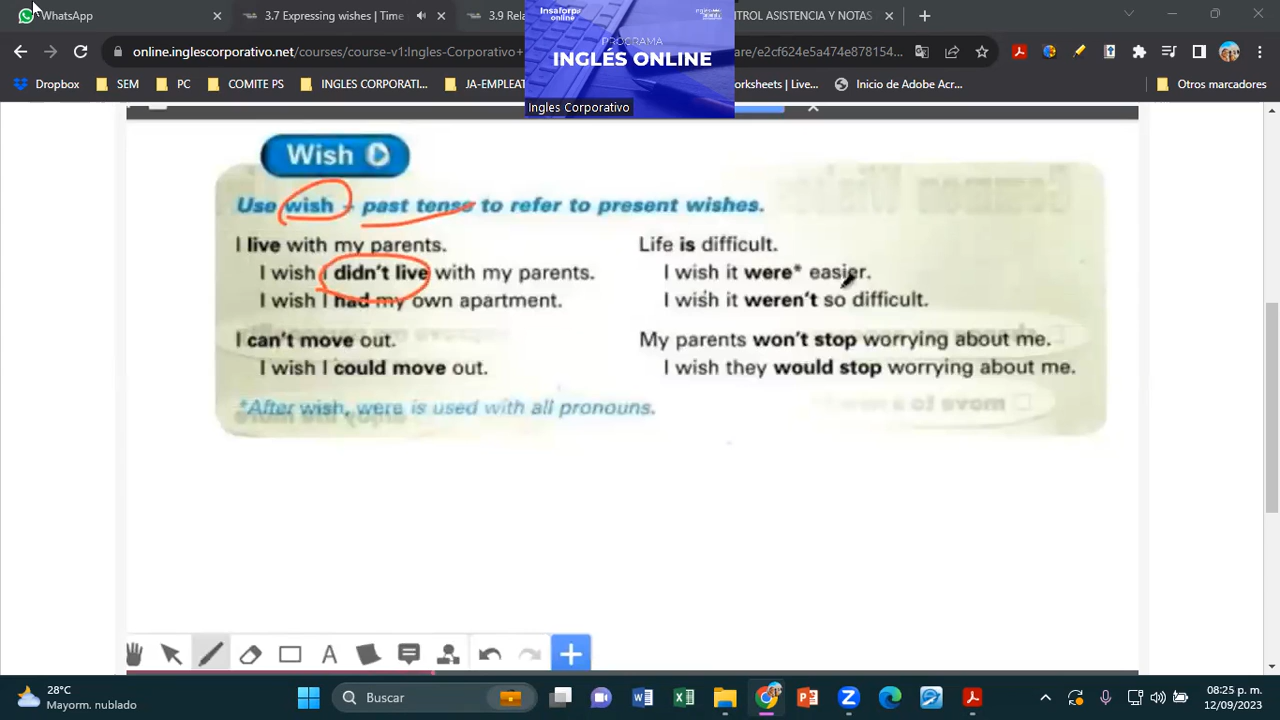 WhatsApp
3.7 Expressing wishes | Time
3.9 Rela
NTROL ASISTENCIA Y NOTAS
online.inglescorporativo.net/courses/course-v1:Ingles-Corporativo+
are/e2cf624e5a474e878154...
Dropbox
SEM
PC
COMITE PS
INGLES CORPORATI...
JA-EMPLEAT
orksheets | Live...
Inicio de Adobe Acr...
Otros marcadores
Insaforp
online
PROGRAMA
INGLÉS ONLINE
Ingles Corporativo
Wish
Use wish + past tense to refer to present wishes.
I live with my parents.
I wish I didn't live with my parents.
I wish I had my own apartment.
I can't move out.
I wish I could move out.
Life is difficult.
I wish it were* easier.
I wish it weren't so difficult.
My parents won't stop worrying about me.
I wish they would stop worrying about me.
*After wish, were is used with all pronouns.
A
28°C
Mayorm. nublado
Buscar
08:25 p. m.
12/09/2023